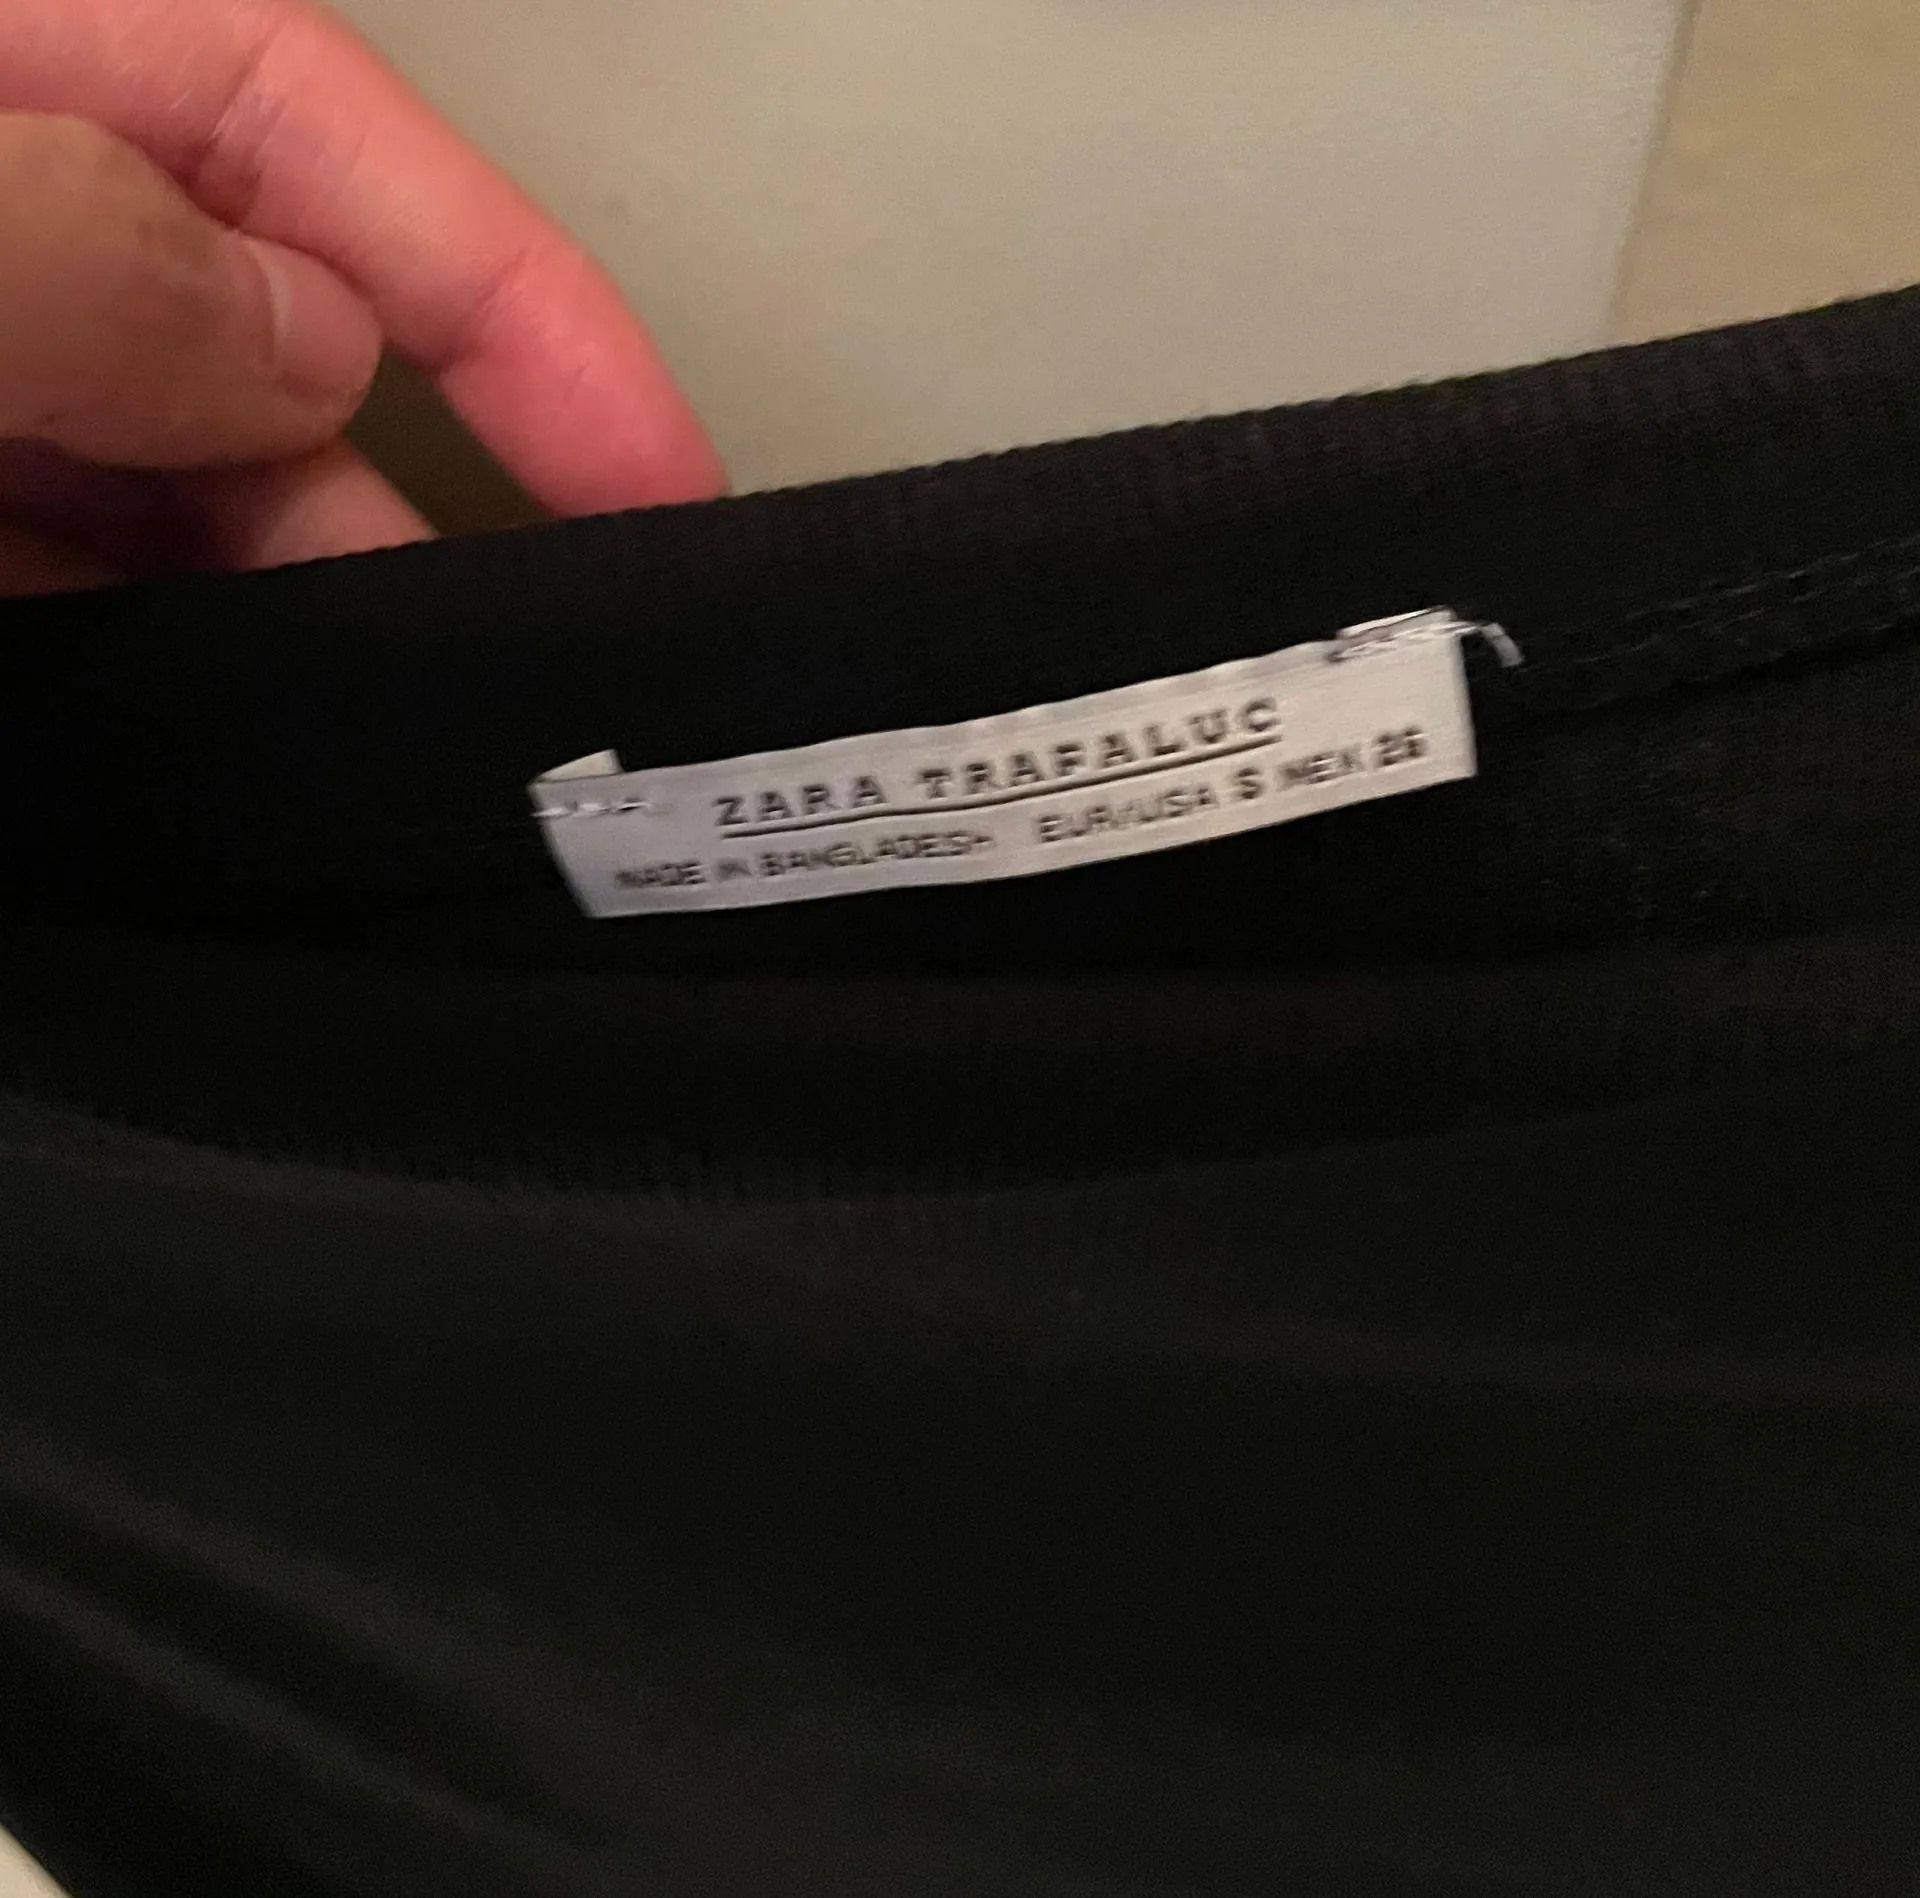 ZARA TRAFALUC
MADE IN BANGLADESH EUR/USA S MEX 26